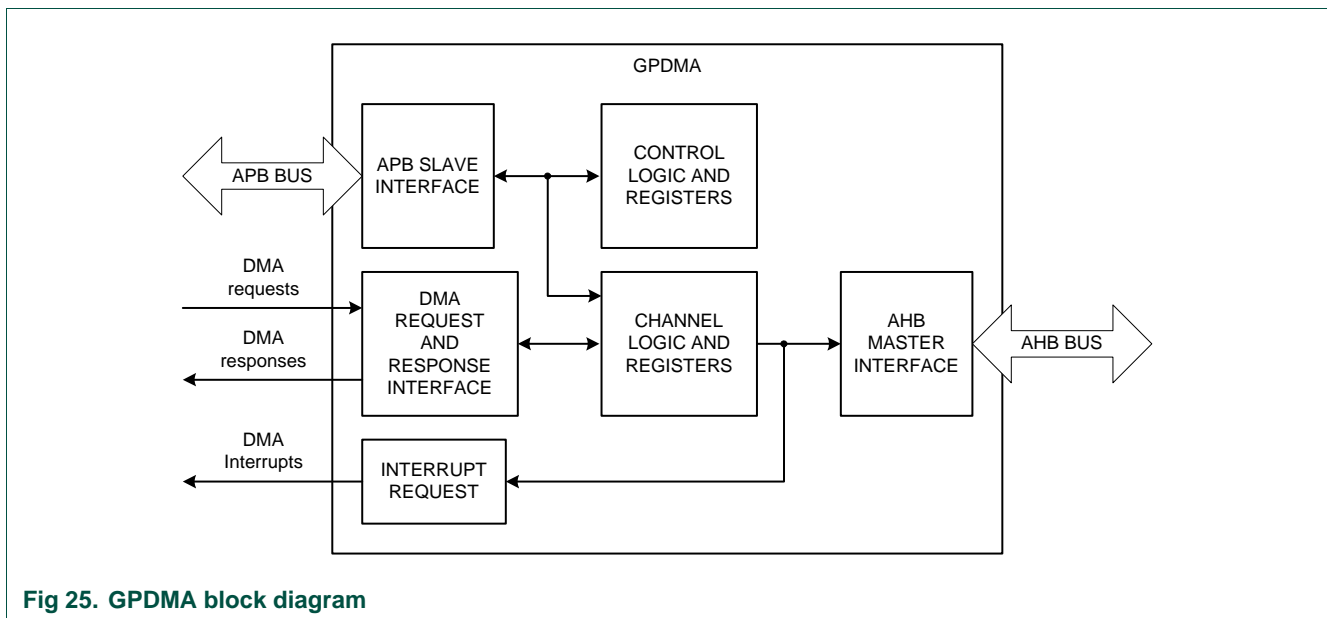 GPDMA
APB BUS
APB SLAVE
INTERFACE
CONTROL
LOGIC AND
REGISTERS
DMA
requests
DMA
responses
DMA
REQUEST
AND
RESPONSE
INTERFACE
CHANNEL
LOGIC AND
REGISTERS
AHB
MASTER
INTERFACE
AHB BUS
DMA
Interrupts
INTERRUPT
REQUEST
Fig 25. GPDMA block diagram